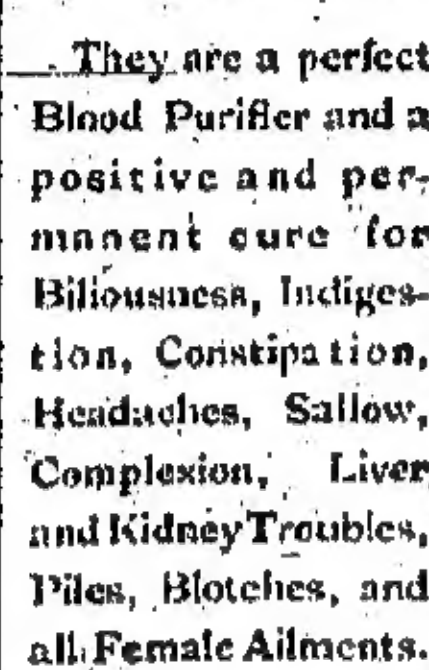 They are a perfect
Blood Purifier and a
positive and per-
manent cure for
Biliousness, Indiges-
tion, Constipation,
Headaches, Sallow,
Complexion, Liver
and Kidney Troubles,
Piles, Blotches, and
all Female Ailments.